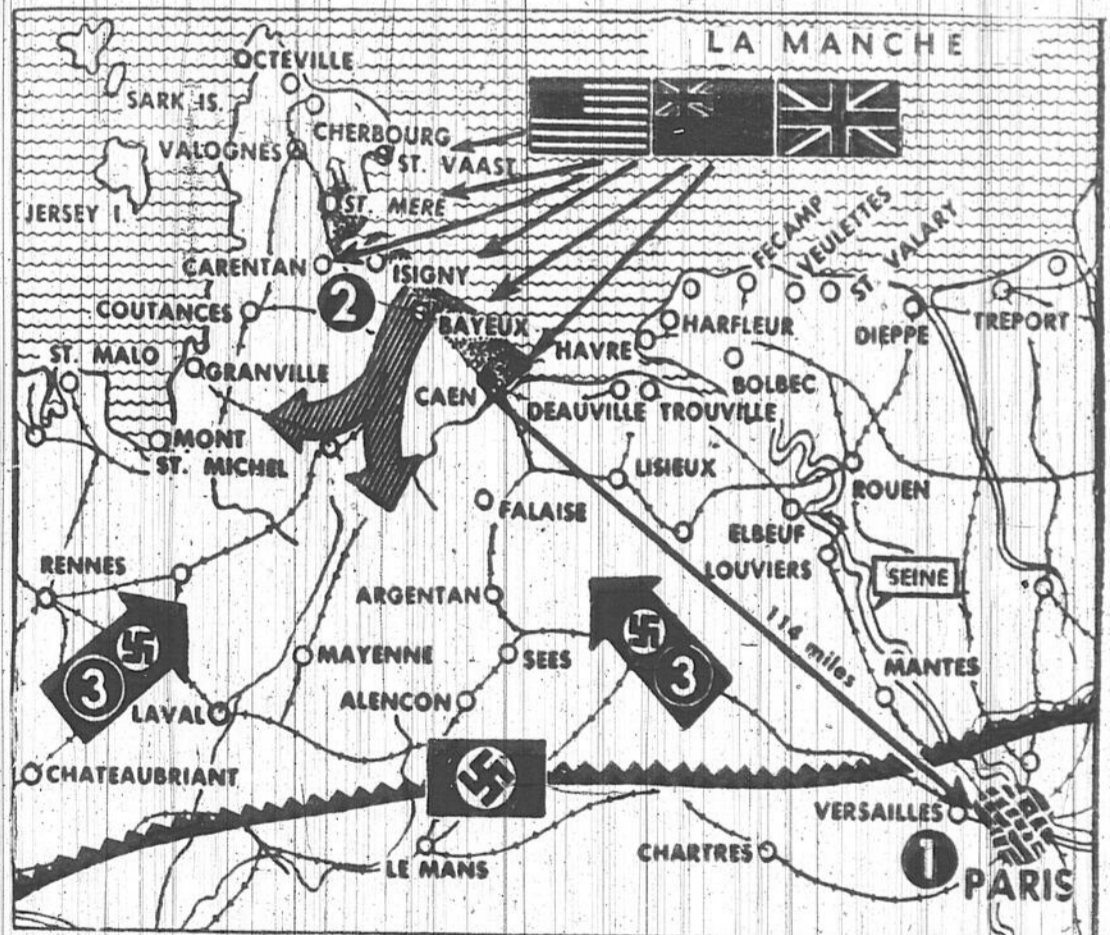 LA MANCHE
OCTEVILLE
SARK IS.
CHERBOURG
VALOGNES
ST. VAAST
ST. MERE
JERSEY I.
FECAMP
VEULETTES
ST. VALARY
CARENTAN
ISIGNY
2
COUTANCES
BAYEUX
HARFLEUR
DIEPPE
TREPORT
ST. MALO
HAVRE
GRANVILLE
BOLBEC
CAEN
DEAUVILLE TROUVILLE
MONT
ST. MICHEL
LISIEUX
ROUEN
FALAISE
ELBEUF
RENNES
LOUVIERS
SEINE
ARGENTAN
114 miles
3
MAYENNE
SEES
3
MANTES
ALENCON
LAVAL
CHATEAUBRIANT
VERSAILLES
LE MANS
CHARTRES
1
PARIS